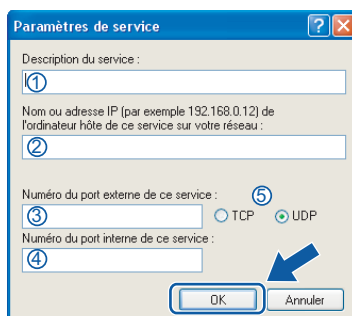 Paramètres de service
?
X
Description du service :
①
Nom ou adresse IP (par exemple 192.168.0.12) de
l'ordinateur hôte de ce service sur votre réseau :
②
Numéro du port externe de ce service : ⑤
③ TCP UDP
Numéro du port interne de ce service :
④
OK Annuler